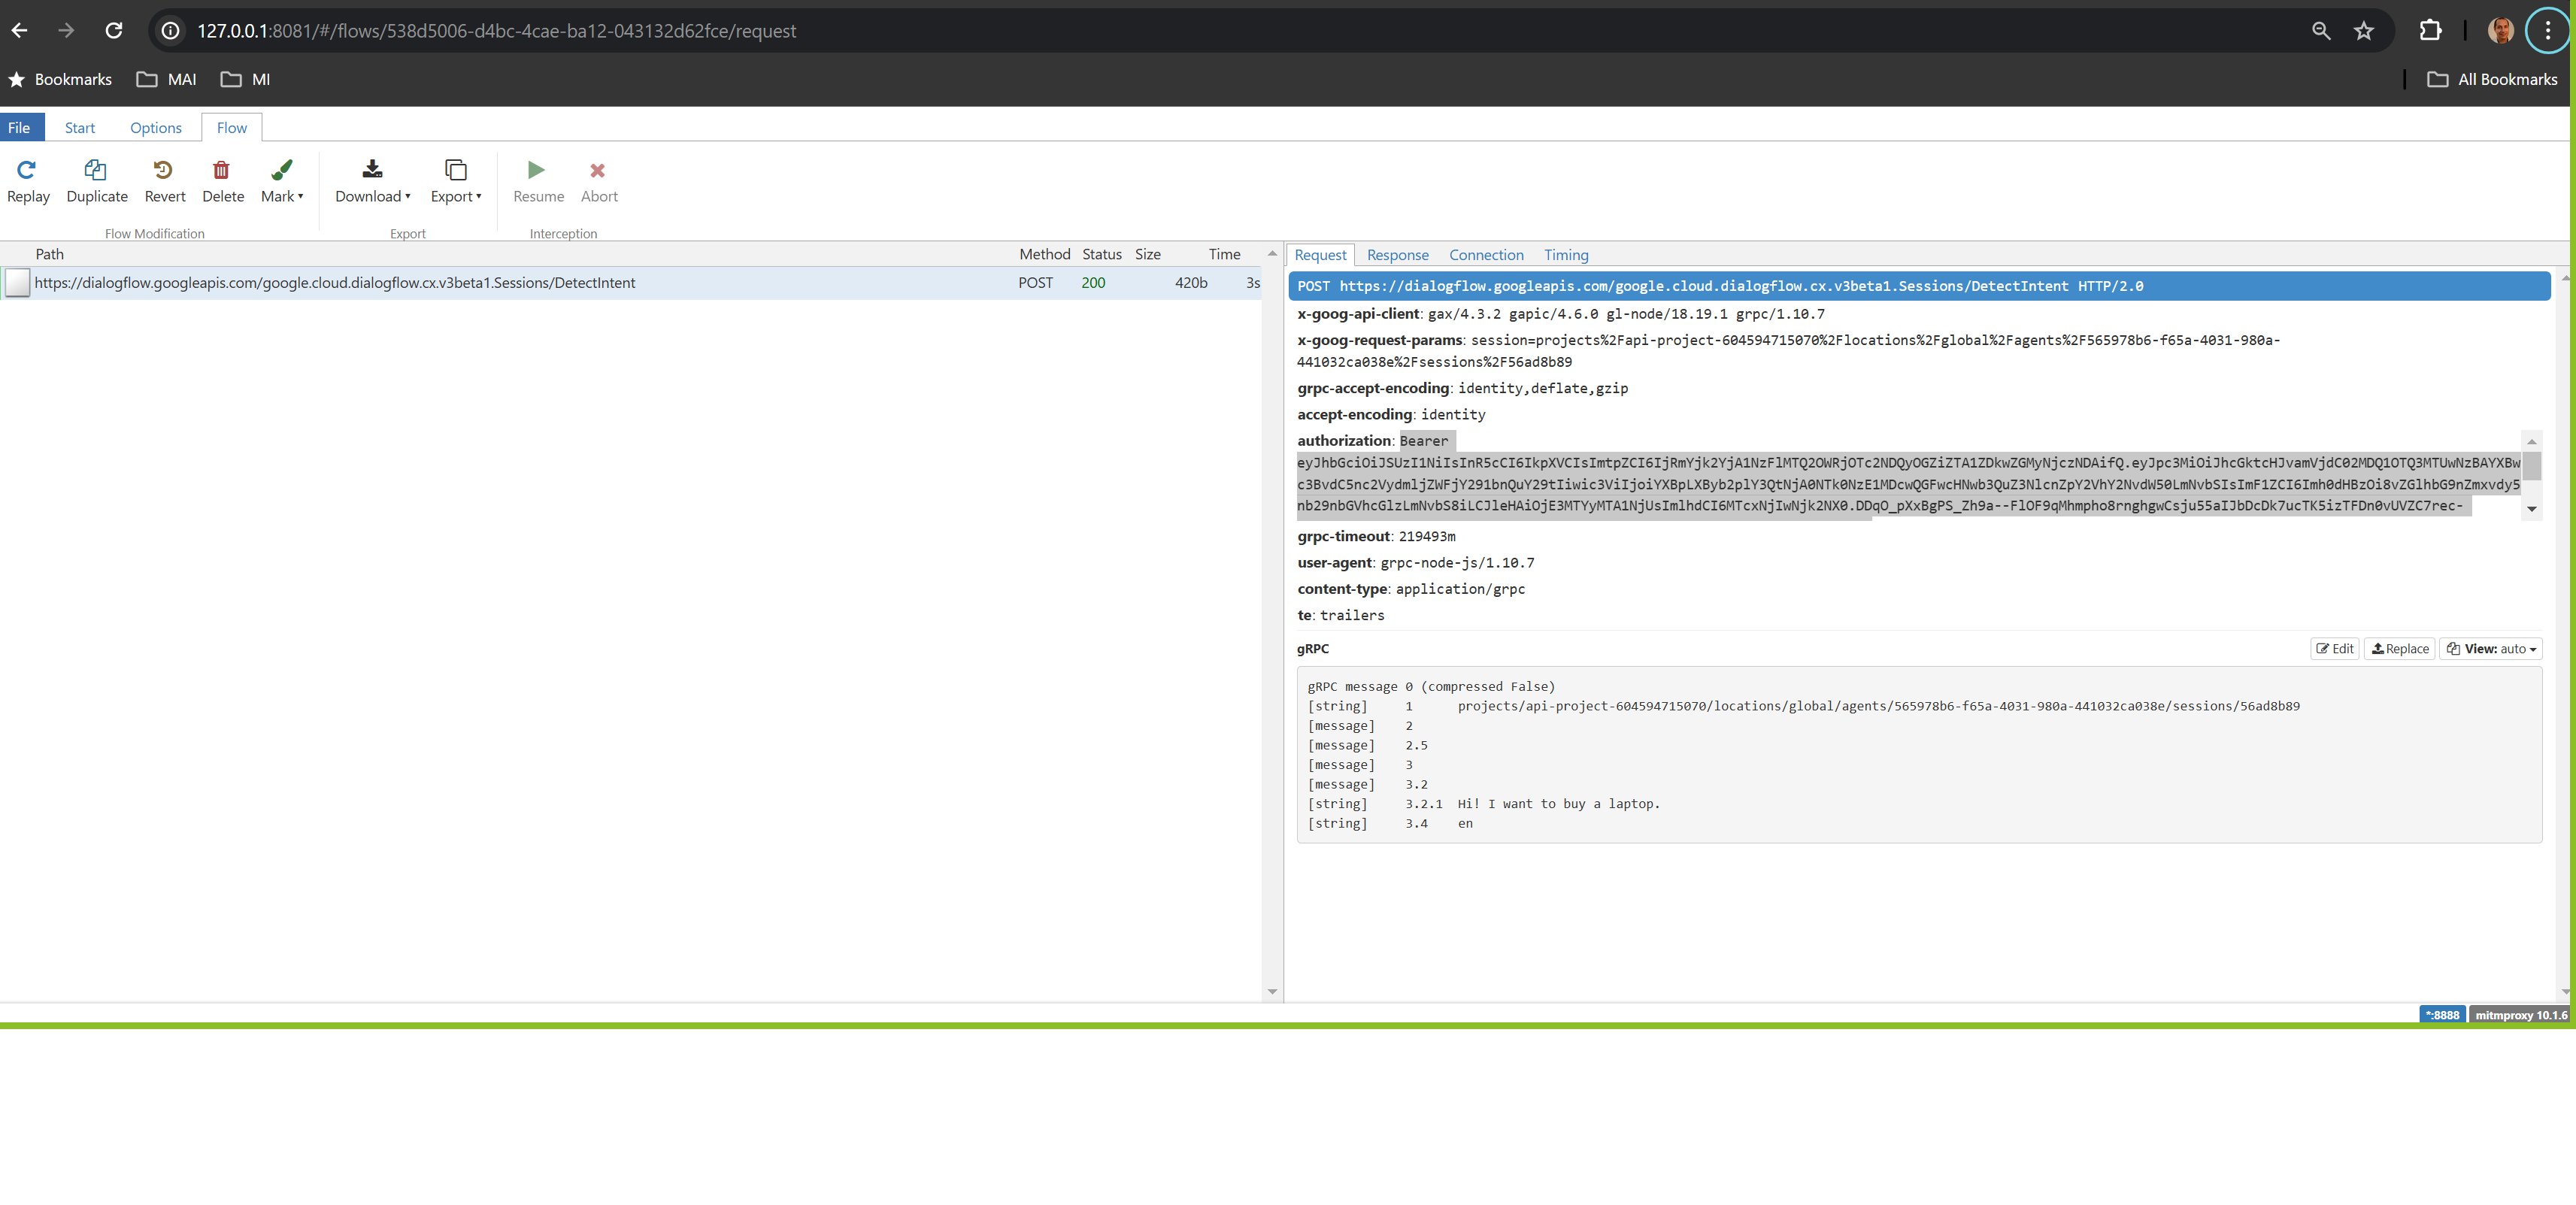 127.0.0.1:8081/#/flows/538d5006-d4bc-4cae-ba12-043132d62fce/request
Bookmarks MAI MI All Bookmarks
File Start Options Flow
Replay Duplicate Revert Delete Mark Download Export Resume Abort
Flow Modification Export Interception
Path Method Status Size Time
https://dialogflow.googleapis.com/google.cloud.dialogflow.cx.v3beta1.Sessions/DetectIntent POST 200 420b 3s
Request Response Connection Timing
POST https://dialogflow.googleapis.com/google.cloud.dialogflow.cx.v3beta1.Sessions/DetectIntent HTTP/2.0
x-goog-api-client: gax/4.3.2 gapic/4.6.0 gl-node/18.19.1 grpc/1.10.7
x-goog-request-params: session=projects%2Fapi-project-604594715070%2Flocations%2Fglobal%2Fagents%2F565978b6-f65a-4031-980a-
441032ca038e%2Fsessions%2F56ad8b89
grpc-accept-encoding: identity,deflate,gzip
accept-encoding: identity
authorization: Bearer
eyJhbGciOiJSUzI1NiIsInR5cCI6IkpXVCIsImtpZCI6IjRmYjk2YjA1NzFlMTQ2OWRjOTc2NDQyOGZiZTA1ZDkwZGMyNjczNDAifQ.eyJpc3MiOiJhcGktcHJvamVjdC02MDQ1OTQ3MTUwNzBAYXBw
c3BvdC5nc2VydmljZWFjY291bnQuY29tIiwic3ViIjoiYXBpLXByb2plY3QtNjA0NTk0NzE1MDcwQGFwcHNwb3QuZ3NlcnZpY2VhY2NvdW50LmNvbSIsImF1ZCI6Imh0dHBzOi8vZGlhbG9nZmxvdy5
nb29nbGVhcGlzLmNvbS8iLCJleHAiOjE3MTYyMTA1NjUsImlhdCI6MTcxNjIwNjk2NX0.DDqO_pXxBgPS_Zh9a--FlOF9qMhmpho8rnghgwCsju55aIJbDcDk7ucTK5izTFDn0vUVZC7rec-
grpc-timeout: 219493m
user-agent: grpc-node-js/1.10.7
content-type: application/grpc
te: trailers
gRPC Edit Replace View: auto
gRPC message 0 (compressed False)
[string] 1 projects/api-project-604594715070/locations/global/agents/565978b6-f65a-4031-980a-441032ca038e/sessions/56ad8b89
[message] 2
[message] 2.5
[message] 3
[message] 3.2
[string] 3.2.1 Hi! I want to buy a laptop.
[string] 3.4 en
*:8888 mitmproxy 10.1.6